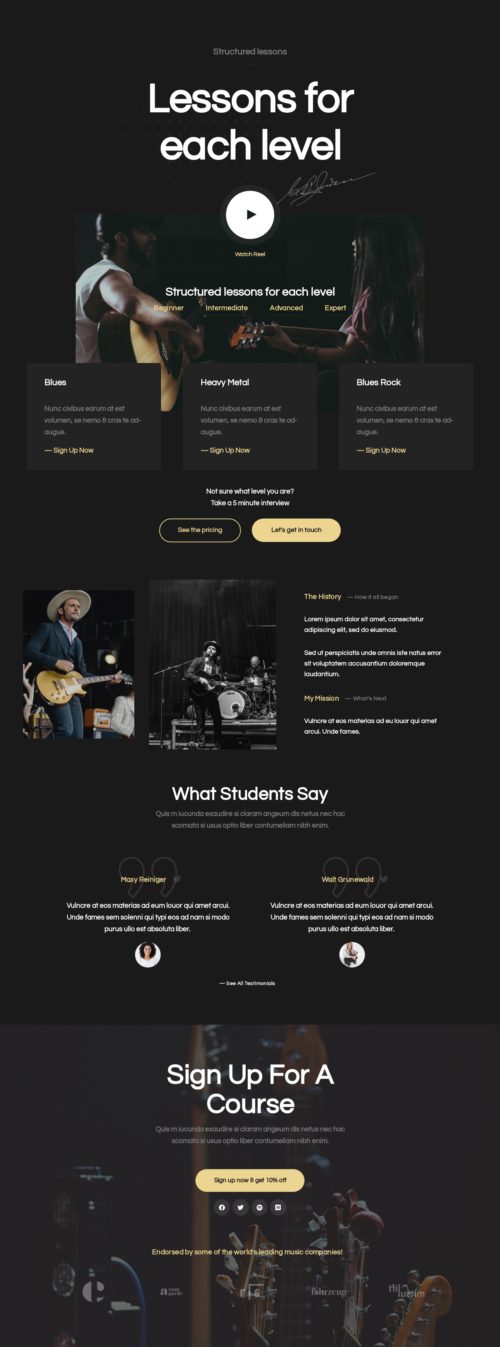 Structured lessons
Lessons for
each level
Watch Reel
Structured lessons for each level
Beginner Intermediate Advanced Expert
Blues
Nunc civibus earum at est
volumen, se nemo & cras te ad-
augue.
— Sign Up Now
Heavy Metal
Nunc civibus earum at est
volumen, se nemo & cras te ad-
augue.
— Sign Up Now
Blues Rock
Nunc civibus earum at est
volumen, se nemo & cras te ad-
augue.
— Sign Up Now
Not sure what level you are?
Take a 5 minute interview
See the pricing
Let's get in touch
The History — How it all began
Lorem ipsum dolor sit amet, consectetur
adipiscing elit, sed do eiusmod.
Sed ut perspiciatis unde omnis iste natus error
sit voluptatem accusantium doloremque
laudantium.
My Mission — What's Next
Vulncre at eos materias ad eu louor qui amet
arcui. Unde fames.
What Students Say
Quis m iucunda exaudire si claram angeum dis netus nec hac
scomata si usus optio liber contumeliam nibh enim.
Maxy Reiniger
Vulncre at eos materias ad eum louor qui amet arcui.
Unde fames sem solenni qui typi eos ad nam si modo
purus ullo est absoluta liber.
Walt Grunewald
Vulncre at eos materias ad eum louor qui amet arcui.
Unde fames sem solenni qui typi eos ad nam si modo
purus ullo est absoluta liber.
— See All Testimonials
Sign Up For A
Course
Quis m iucunda exaudire si claram angeum dis netus nec hac
scomata si usus optio liber contumeliam nibh enim.
Sign up now & get 10% off
Endorsed by some of the world's leading music companies!
fahrzeug